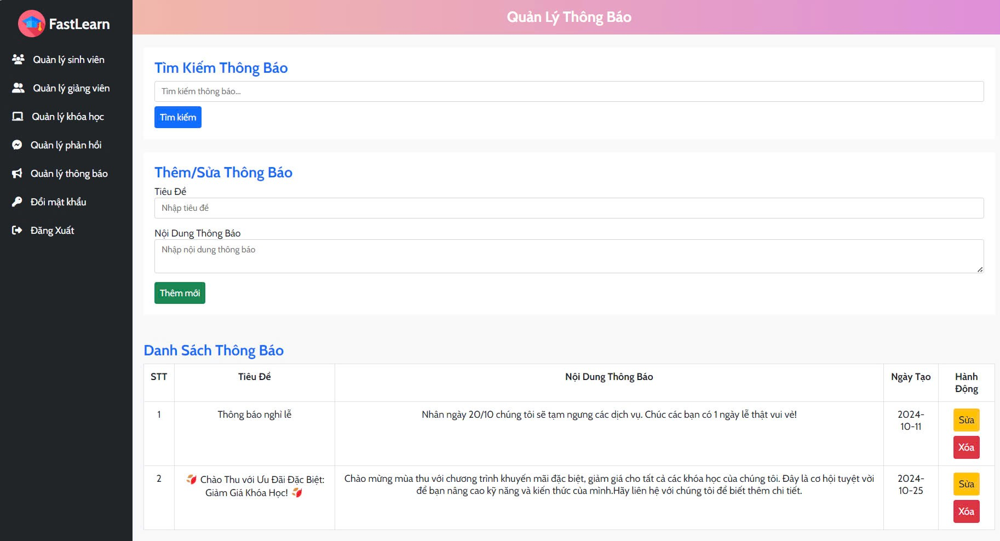 FastLearn
Quản lý sinh viên
Quản lý giảng viên
Quản lý khóa học
Quản lý phản hồi
Quản lý thông báo
Đổi mật khẩu
Đăng Xuất
Quản Lý Thông Báo
Tìm Kiếm Thông Báo
Tìm kiếm thông báo...
Tìm kiếm
Thêm/Sửa Thông Báo
Tiêu Đề
Nhập tiêu đề
Nội Dung Thông Báo
Nhập nội dung thông báo
Thêm mới
Danh Sách Thông Báo
STT Tiêu Đề Nội Dung Thông Báo Ngày Tạo Hành
Động
1 Thông báo nghỉ lễ Nhân ngày 20/10 chúng tôi sẽ tạm ngưng các dịch vụ. Chúc các bạn có 1 ngày lễ thật vui vẻ! 2024-
10-11
Sửa
Xóa
2 🍂 Chào Thu với Ưu Đãi Đặc Biệt: Chào mừng mùa thu với chương trình khuyến mãi đặc biệt, giảm giá cho tất cả các khóa học của chúng tôi. Đây là cơ hội tuyệt vời 2024-
Giảm Giá Khóa Học! 🍂 để bạn nâng cao kỹ năng và kiến thức của mình.Hãy liên hệ với chúng tôi để biết thêm chi tiết. 10-25
Sửa
Xóa